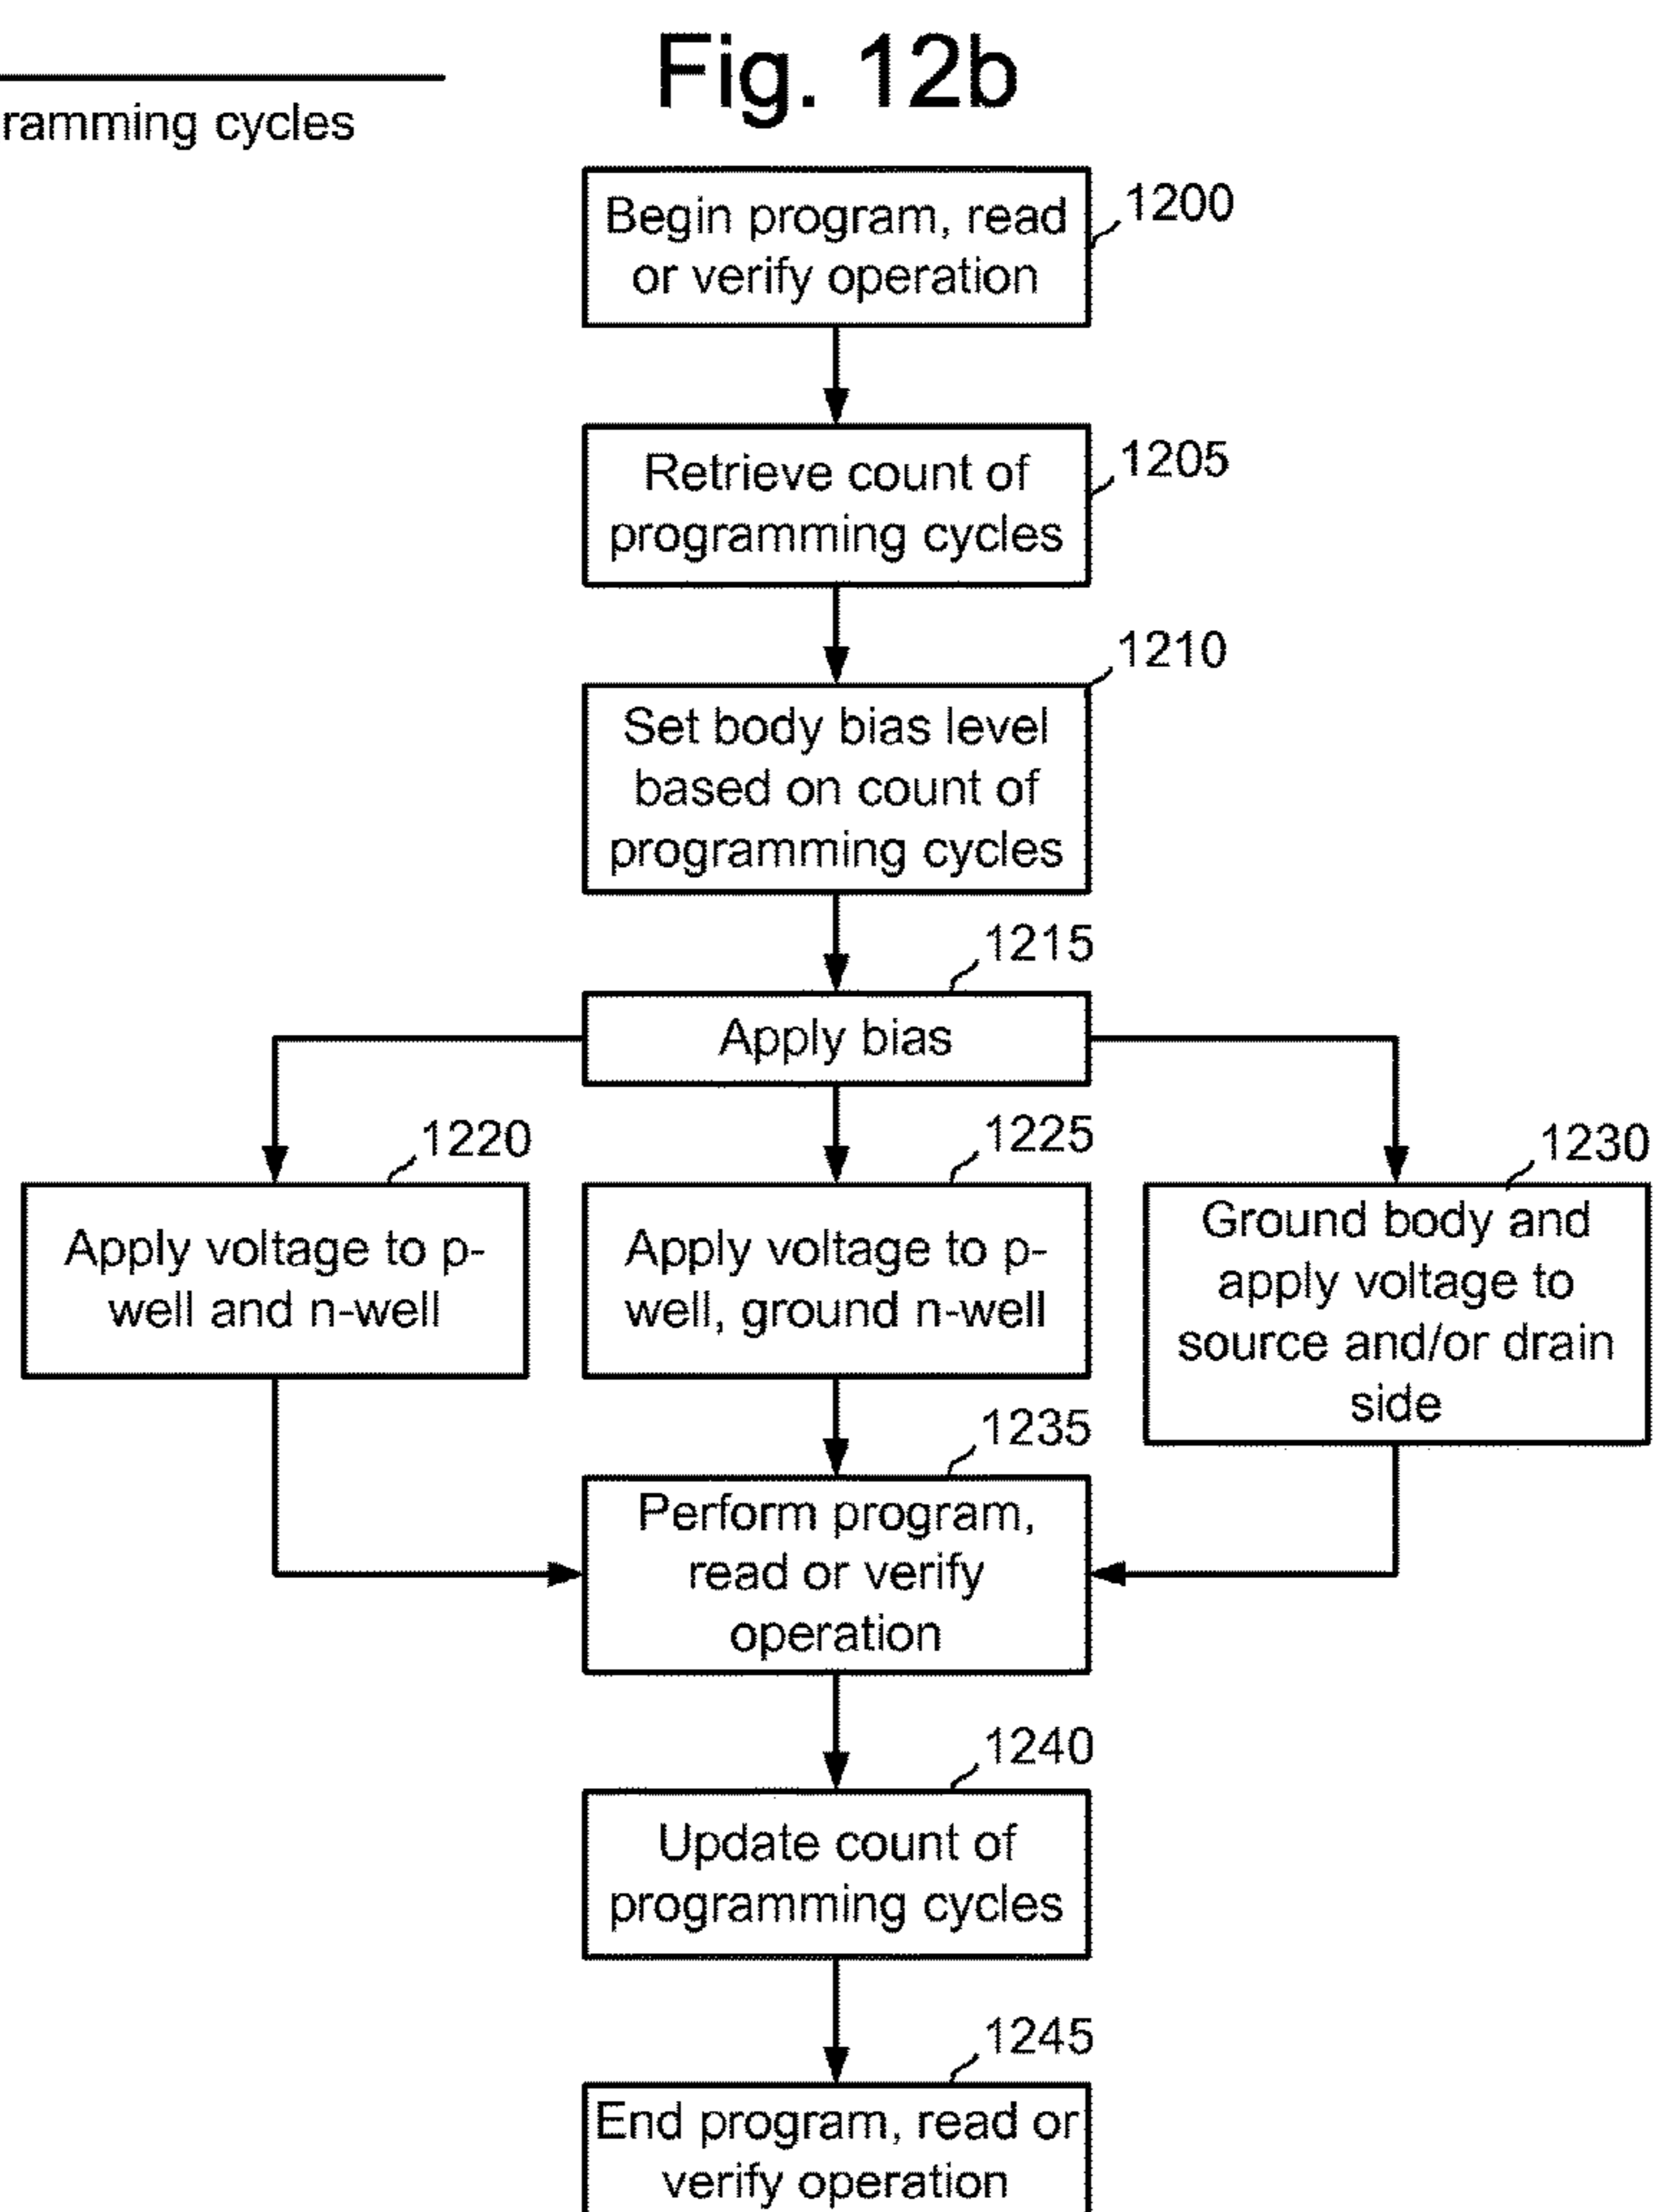 Fig. 12b
ramming cycles
Begin program, read
or verify operation
1200
Retrieve count of
programming cycles
1205
1210
Set body bias level
based on count of
programming cycles
1215
Apply bias
1220
Apply voltage to p-
well and n-well
1225
Apply voltage to p-
well, ground n-well
1230
Ground body and
apply voltage to
source and/or drain
side
1235
Perform program,
read or verify
operation
1240
Update count of
programming cycles
1245
End program, read or
verify operation